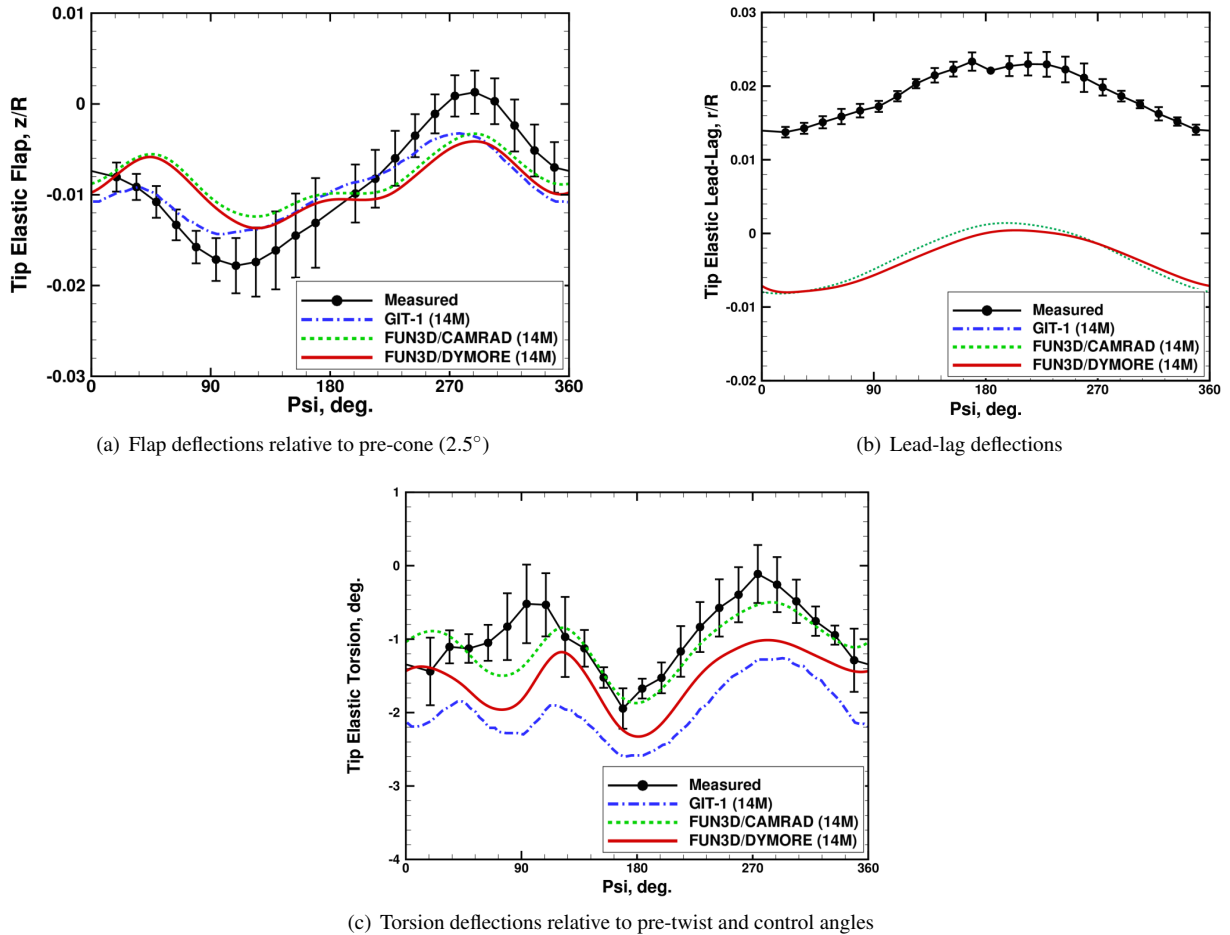 0.01
0
-0.01
-0.02
-0.03
Tip Elastic Flap, z/R
Measured
GIT-1 (14M)
FUN3D/CAMRAD (14M)
FUN3D/DYMORE (14M)
0 90 180 270 360
Psi, deg.
(a) Flap deflections relative to pre-cone (2.5°)
0.03
0.02
0.01
0
-0.01
-0.02
Tip Elastic Lead-Lag, r/R
Measured
GIT-1 (14M)
FUN3D/CAMRAD (14M)
FUN3D/DYMORE (14M)
0 90 180 270 360
Psi, deg.
(b) Lead-lag deflections
1
0
-1
-2
-3
-4
Tip Elastic Torsion, deg.
Measured
GIT-1 (14M)
FUN3D/CAMRAD (14M)
FUN3D/DYMORE (14M)
0 90 180 270 360
Psi, deg.
(c) Torsion deflections relative to pre-twist and control angles